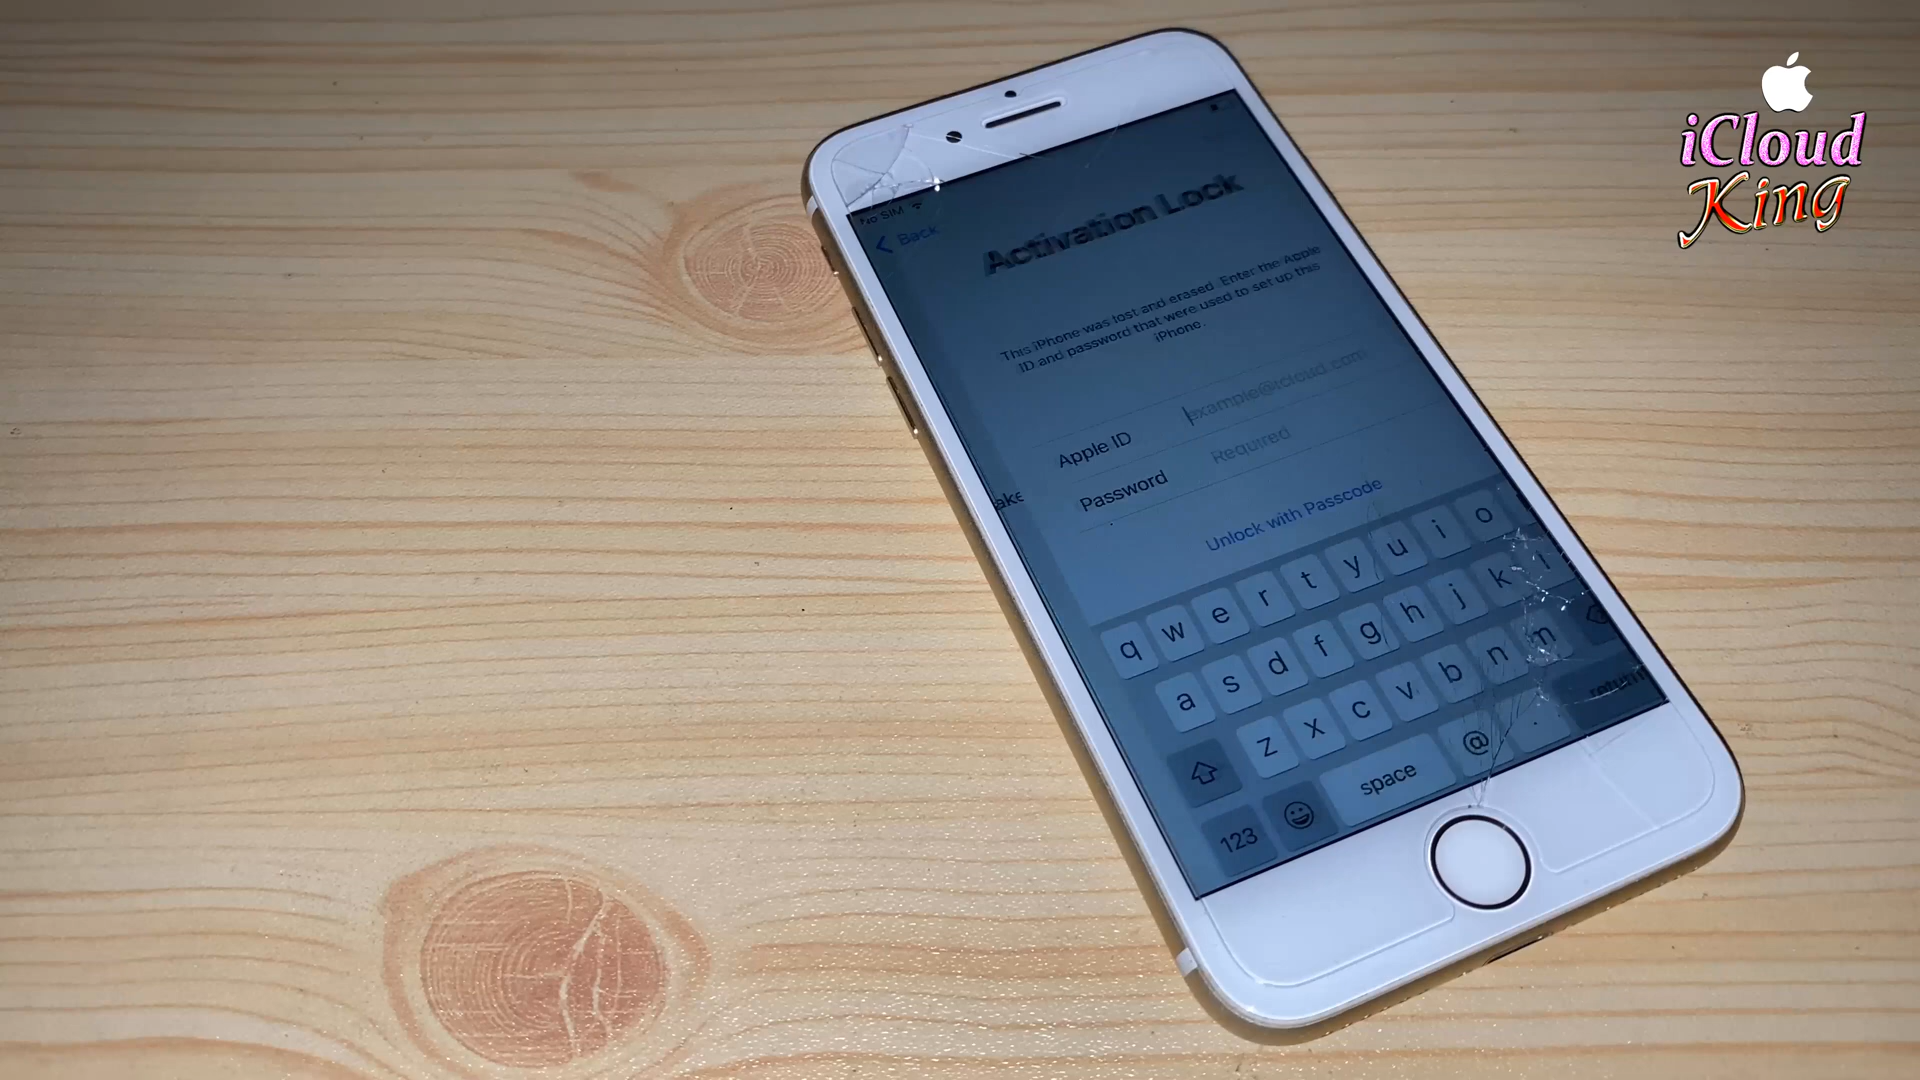 iCloud
King
No SIM
Back
Activation Lock
This iPhone was lost and erased. Enter the Apple
ID and password that were used to set up this
iPhone.
Apple ID example@icloud.com
ake
Password Required
Unlock with Passcode
q w e r t y u i o
a s d f g h j k l
z x c v b n m
123 space @ . return